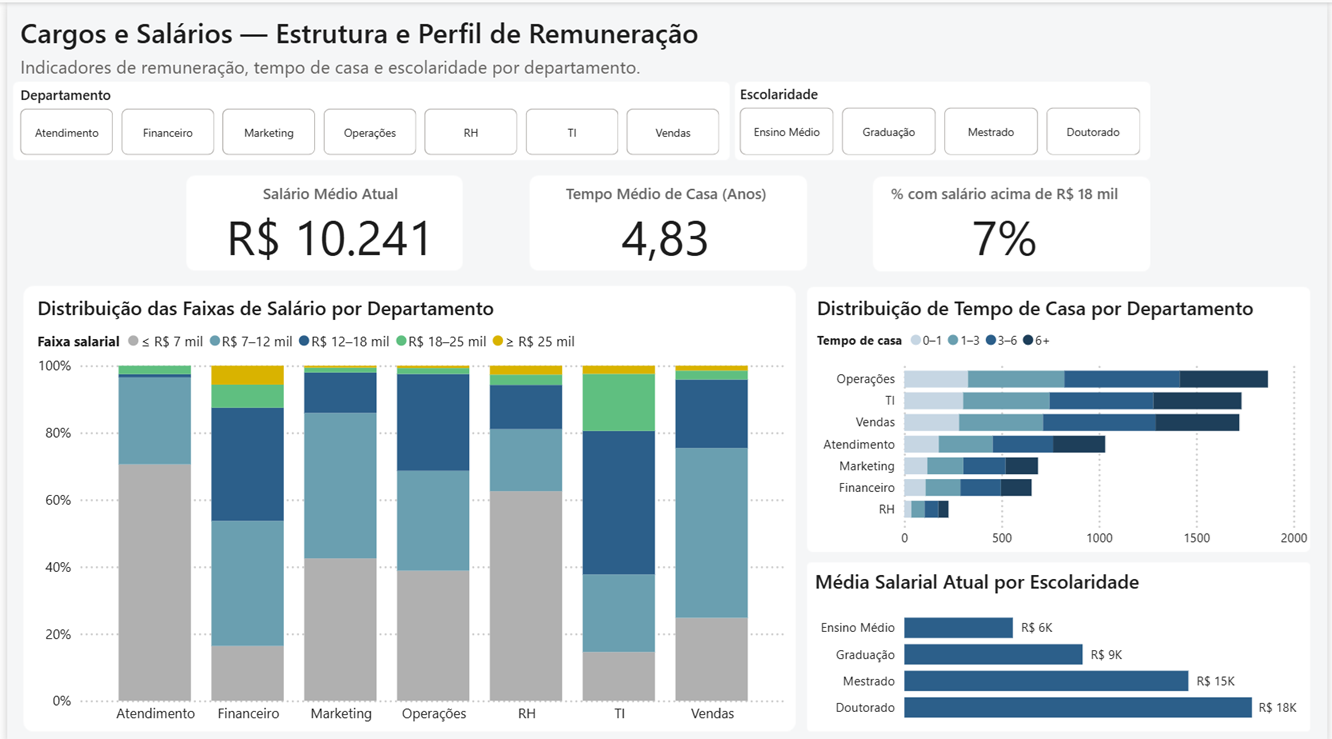 Cargos e Salários — Estrutura e Perfil de Remuneração
Indicadores de remuneração, tempo de casa e escolaridade por departamento.
Departamento
Atendimento Financeiro Marketing Operações RH TI Vendas
Escolaridade
Ensino Médio Graduação Mestrado Doutorado
Salário Médio Atual
R$ 10.241
Tempo Médio de Casa (Anos)
4,83
% com salário acima de R$ 18 mil
7%
Distribuição das Faixas de Salário por Departamento
Faixa salarial ≤ R$ 7 mil R$ 7–12 mil R$ 12–18 mil R$ 18–25 mil ≥ R$ 25 mil
100%
80%
60%
40%
20%
0%
Atendimento Financeiro Marketing Operações RH TI Vendas
Distribuição de Tempo de Casa por Departamento
Tempo de casa 0–1 1–3 3–6 6+
Operações
TI
Vendas
Atendimento
Marketing
Financeiro
RH
0 500 1000 1500 2000
Média Salarial Atual por Escolaridade
Ensino Médio R$ 6K
Graduação R$ 9K
Mestrado R$ 15K
Doutorado R$ 18K